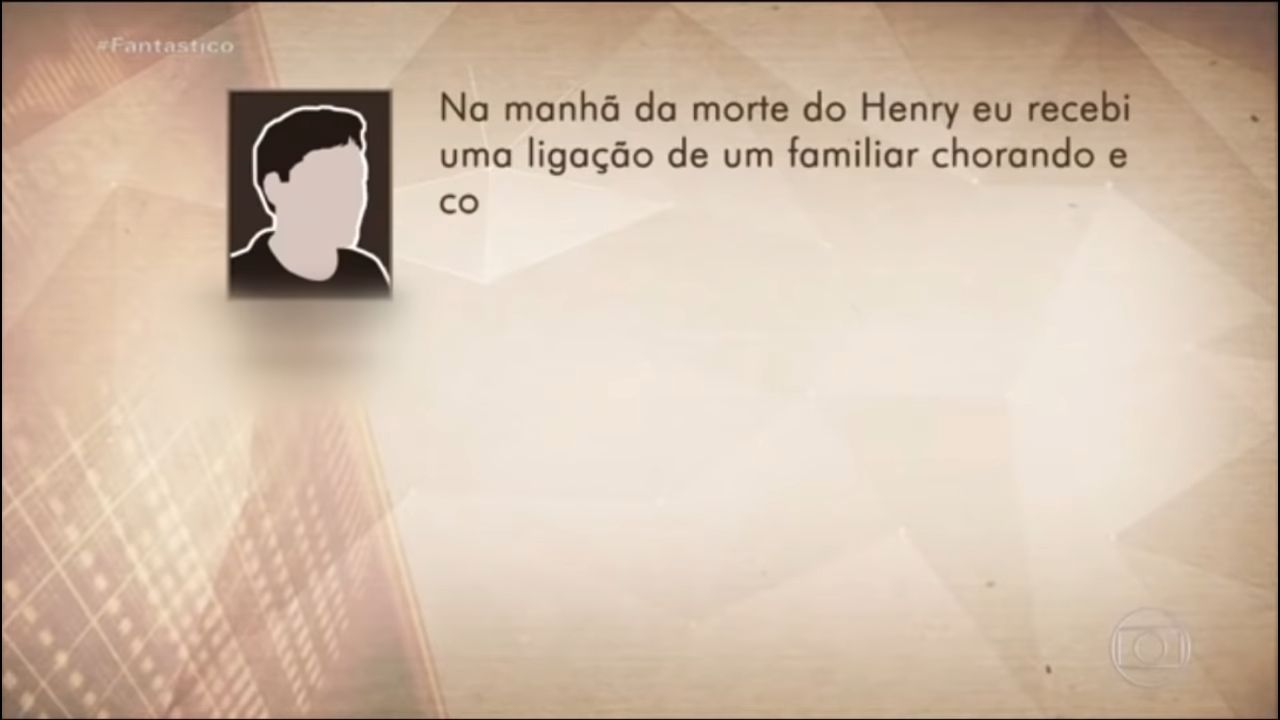 #Fantastico
Na manhã da morte do Henry eu recebi
uma ligação de um familiar chorando e
co